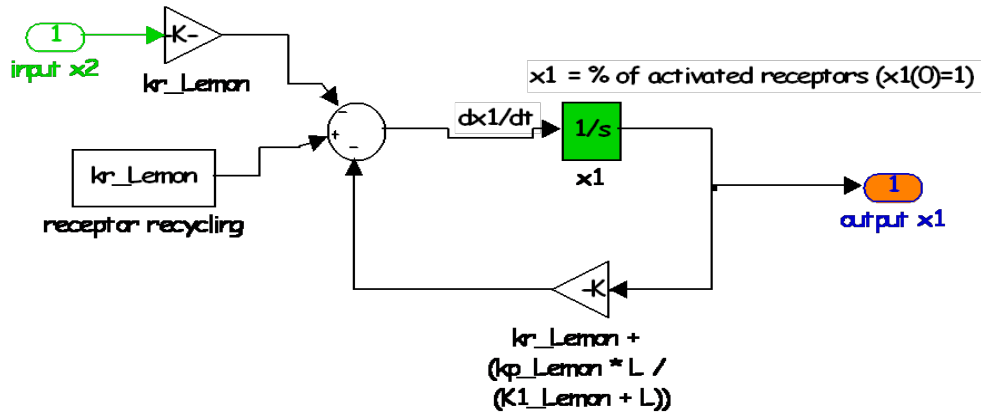 1
input x2
-K-
kr_Lemon
x1 = % of activated receptors (x1(0)=1)
-
+
-
dx1/dt
1/s
x1
kr_Lemon
receptor recycling
1
output x1
-K
kr_Lemon +
(kp_Lemon * L /
(K1_Lemon + L))